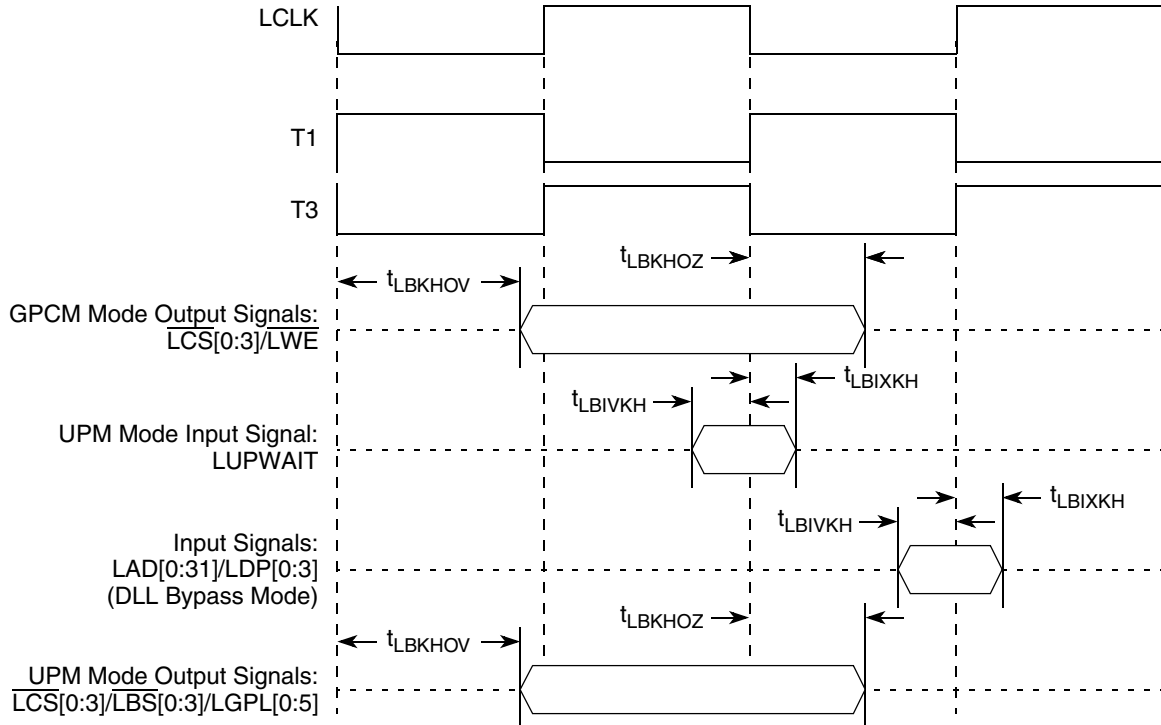 LCLK
T1
T3
tLBKHOZ
tLBKHOV
GPCM Mode Output Signals:
LCS[0:3]/LWE
tLBIXKH
tLBIVKH
UPM Mode Input Signal:
LUPWAIT
tLBIXKH
tLBIVKH
Input Signals:
LAD[0:31]/LDP[0:3]
(DLL Bypass Mode)
tLBKHOZ
tLBKHOV
UPM Mode Output Signals:
LCS[0:3]/LBS[0:3]/LGPL[0:5]